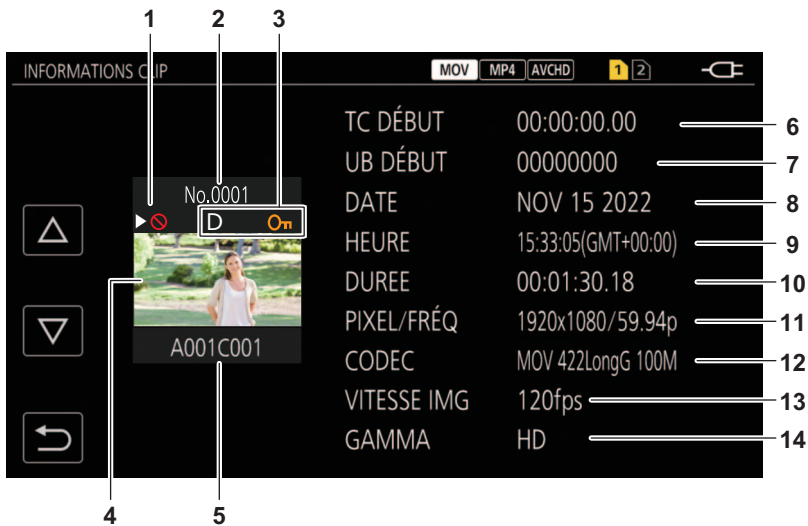 1 2 3
INFORMATIONS CLIP MOV MP4 AVCHD 1 2
TC DÉBUT 00:00:00.00 6
UB DÉBUT 00000000 7
No.0001
DATE NOV 15 2022 8
D
HEURE 15:33:05(GMT+00:00) 9
4
DUREE 00:01:30.18 10
PIXEL/FRÉQ 1920x1080/59.94p 11
A001C001
CODEC MOV 422LongG 100M 12
VITESSE IMG 120fps 13
GAMMA HD 14
4 5